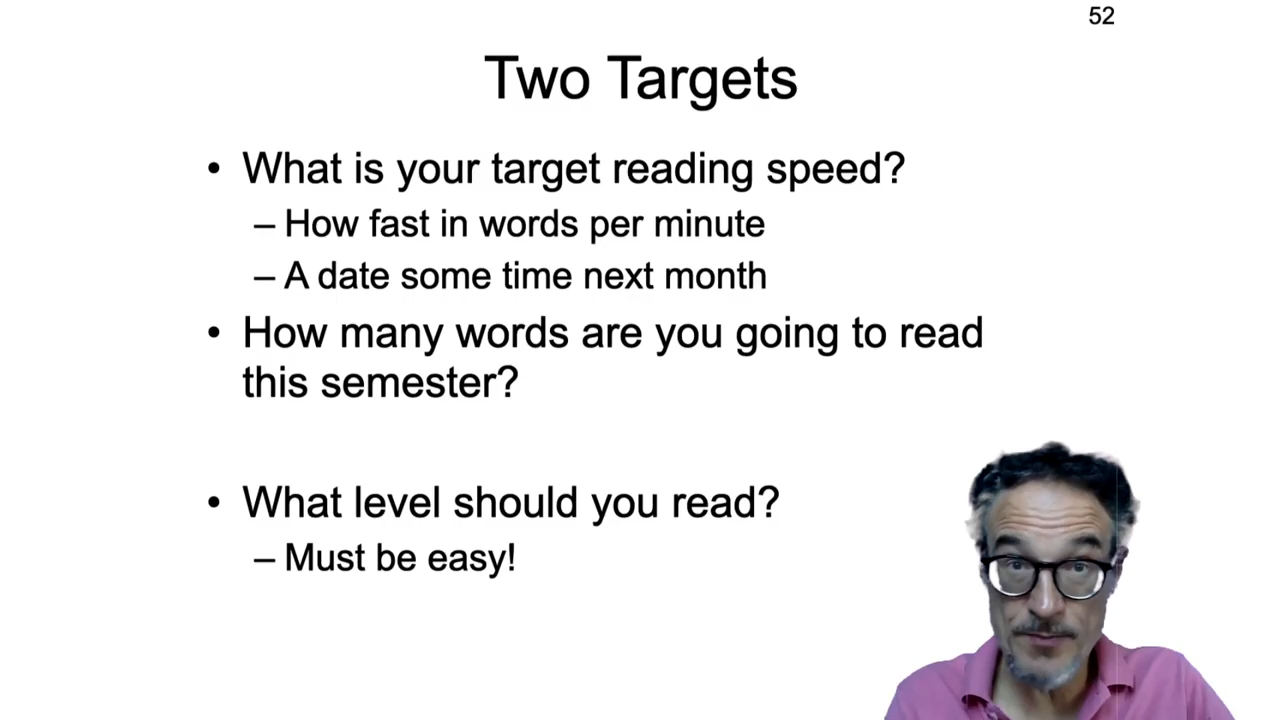 52
Two Targets
• What is your target reading speed?
– How fast in words per minute
– A date some time next month
• How many words are you going to read
this semester?
• What level should you read?
– Must be easy!